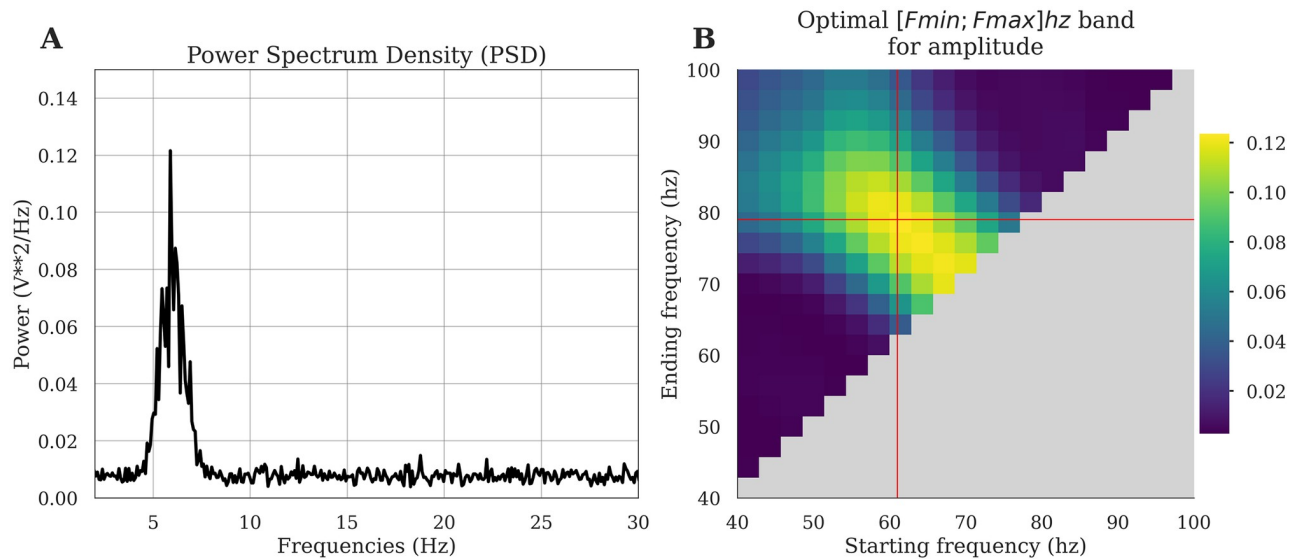 A
Power Spectrum Density (PSD)
Power (V**2/Hz)
0.14
0.12
0.10
0.08
0.06
0.04
0.02
0.00
5 10 15 20 25 30
Frequencies (Hz)
B
Optimal [Fmin; Fmax]hz band
for amplitude
Ending frequency (hz)
100
90
80
70
60
50
40
40 50 60 70 80 90 100
Starting frequency (hz)
0.12
0.10
0.08
0.06
0.04
0.02